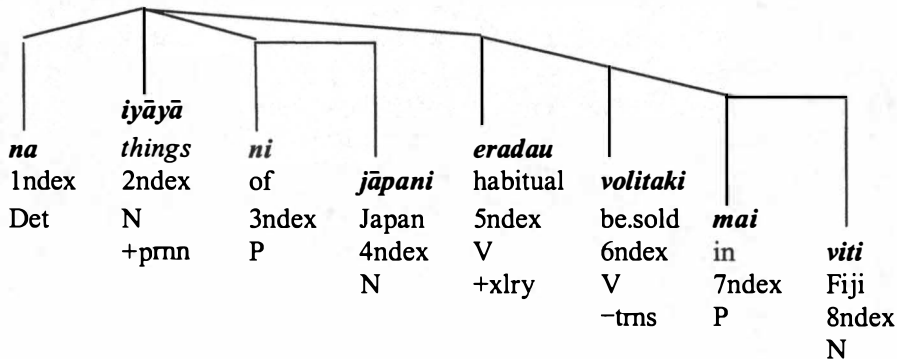 na
1ndex
Det
iyāyā
things
2ndex
N
+prnn
ni
of
3ndex
P
jāpani
Japan
4ndex
N
eradau
habitual
5ndex
V
+xlry
volitaki
be.sold
6ndex
V
−trns
mai
in
7ndex
P
viti
Fiji
8ndex
N